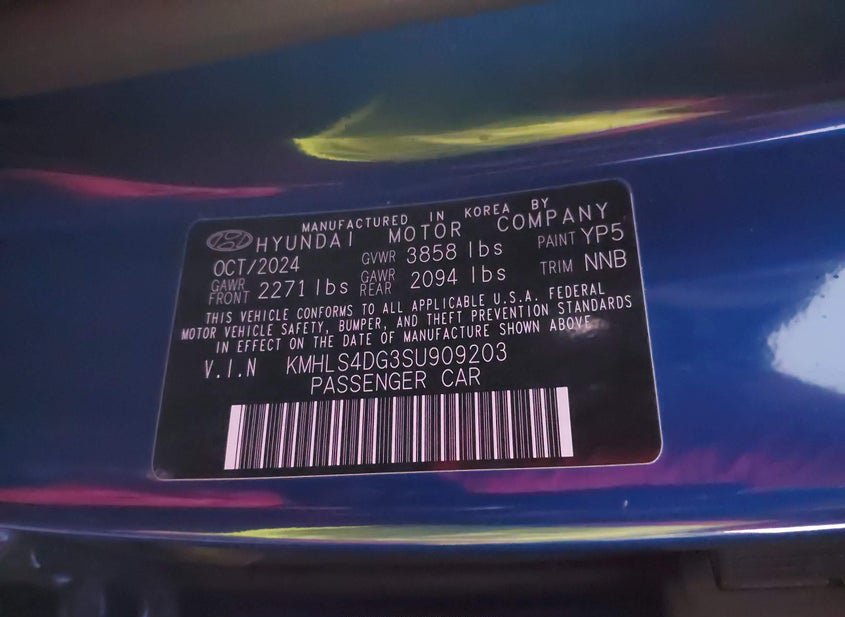 MANUFACTURED IN KOREA BY
HYUNDAI MOTOR COMPANY
OCT/2024 GVWR 3858 lbs PAINT YP5
GAWR FRONT 2271 lbs GAWR REAR 2094 lbs TRIM NNB
THIS VEHICLE CONFORMS TO ALL APPLICABLE U.S.A. FEDERAL
MOTOR VEHICLE SAFETY, BUMPER, AND THEFT PREVENTION STANDARDS
IN EFFECT ON THE DATE OF MANUFACTURE SHOWN ABOVE.
V.I.N KMHLS4DG3SU909203
PASSENGER CAR